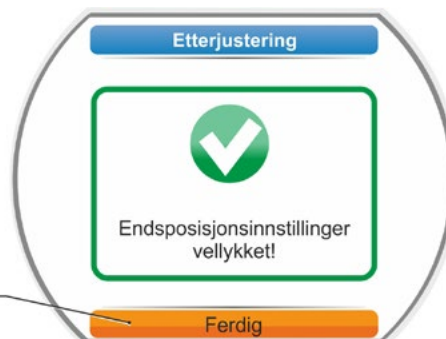 Etterjustering
Endsposisjonsinnstillinger
vellykket!
Ferdig